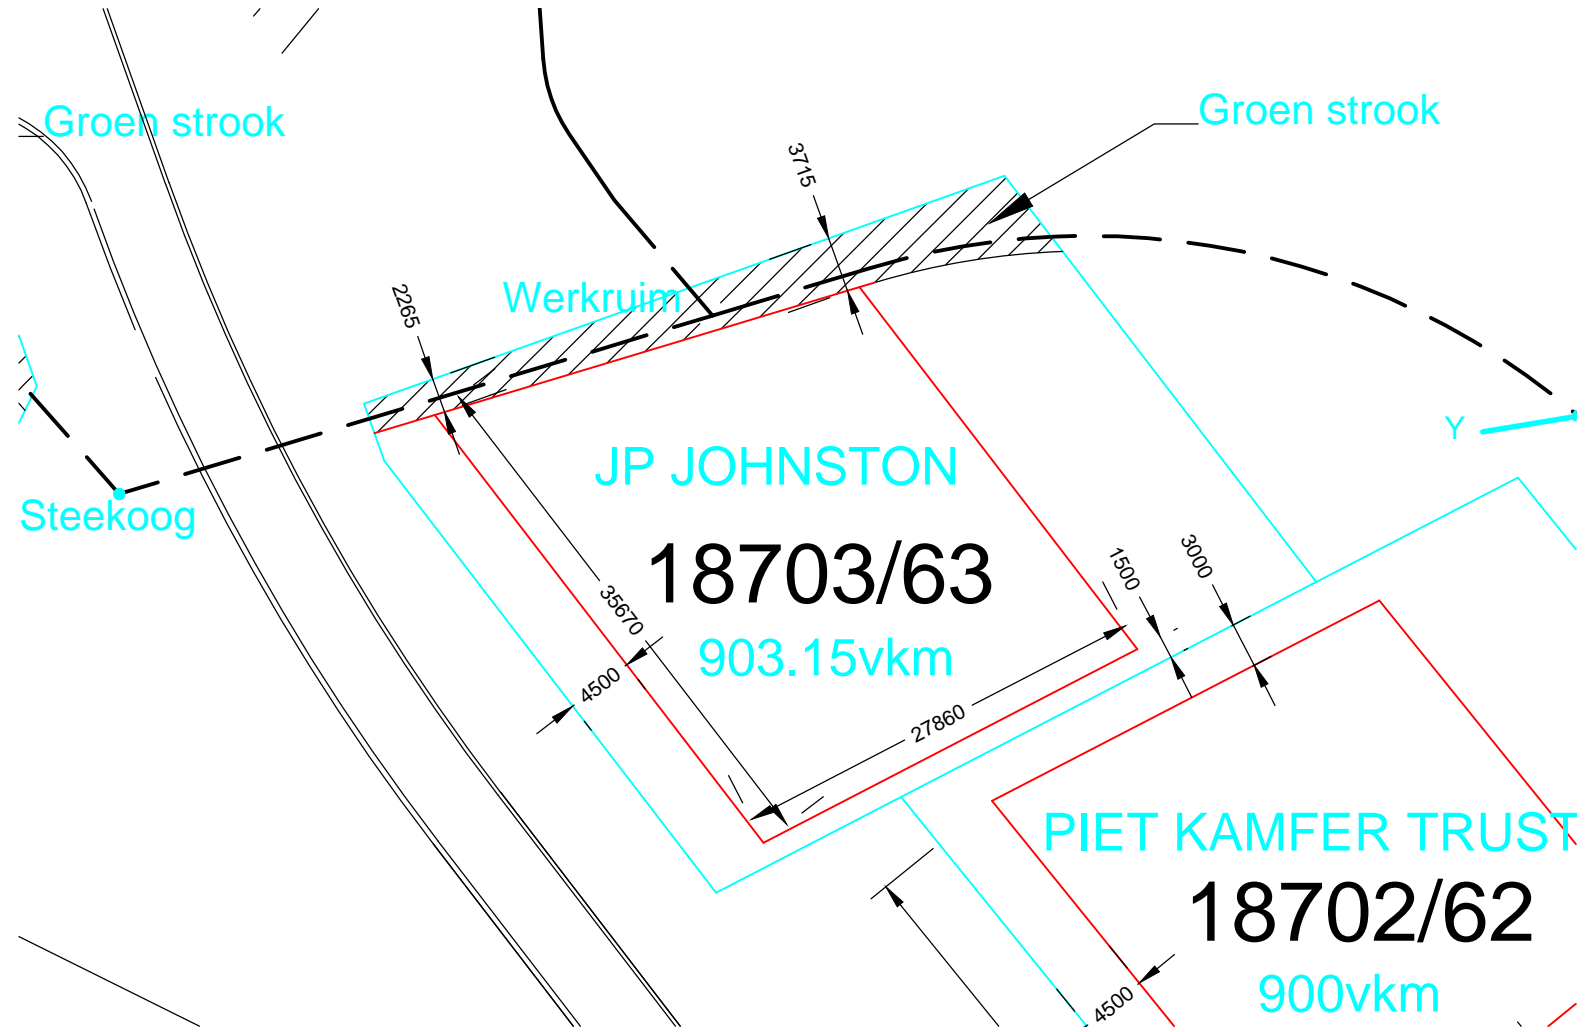 Groen strook
Groen strook
3715
2265
Werkruim
Y
JP JOHNSTON
Steekoog
18703/63
1500
3000
35670
903.15vkm
4500
27860
PIET KAMFER TRUST
18702/62
900vkm
4500